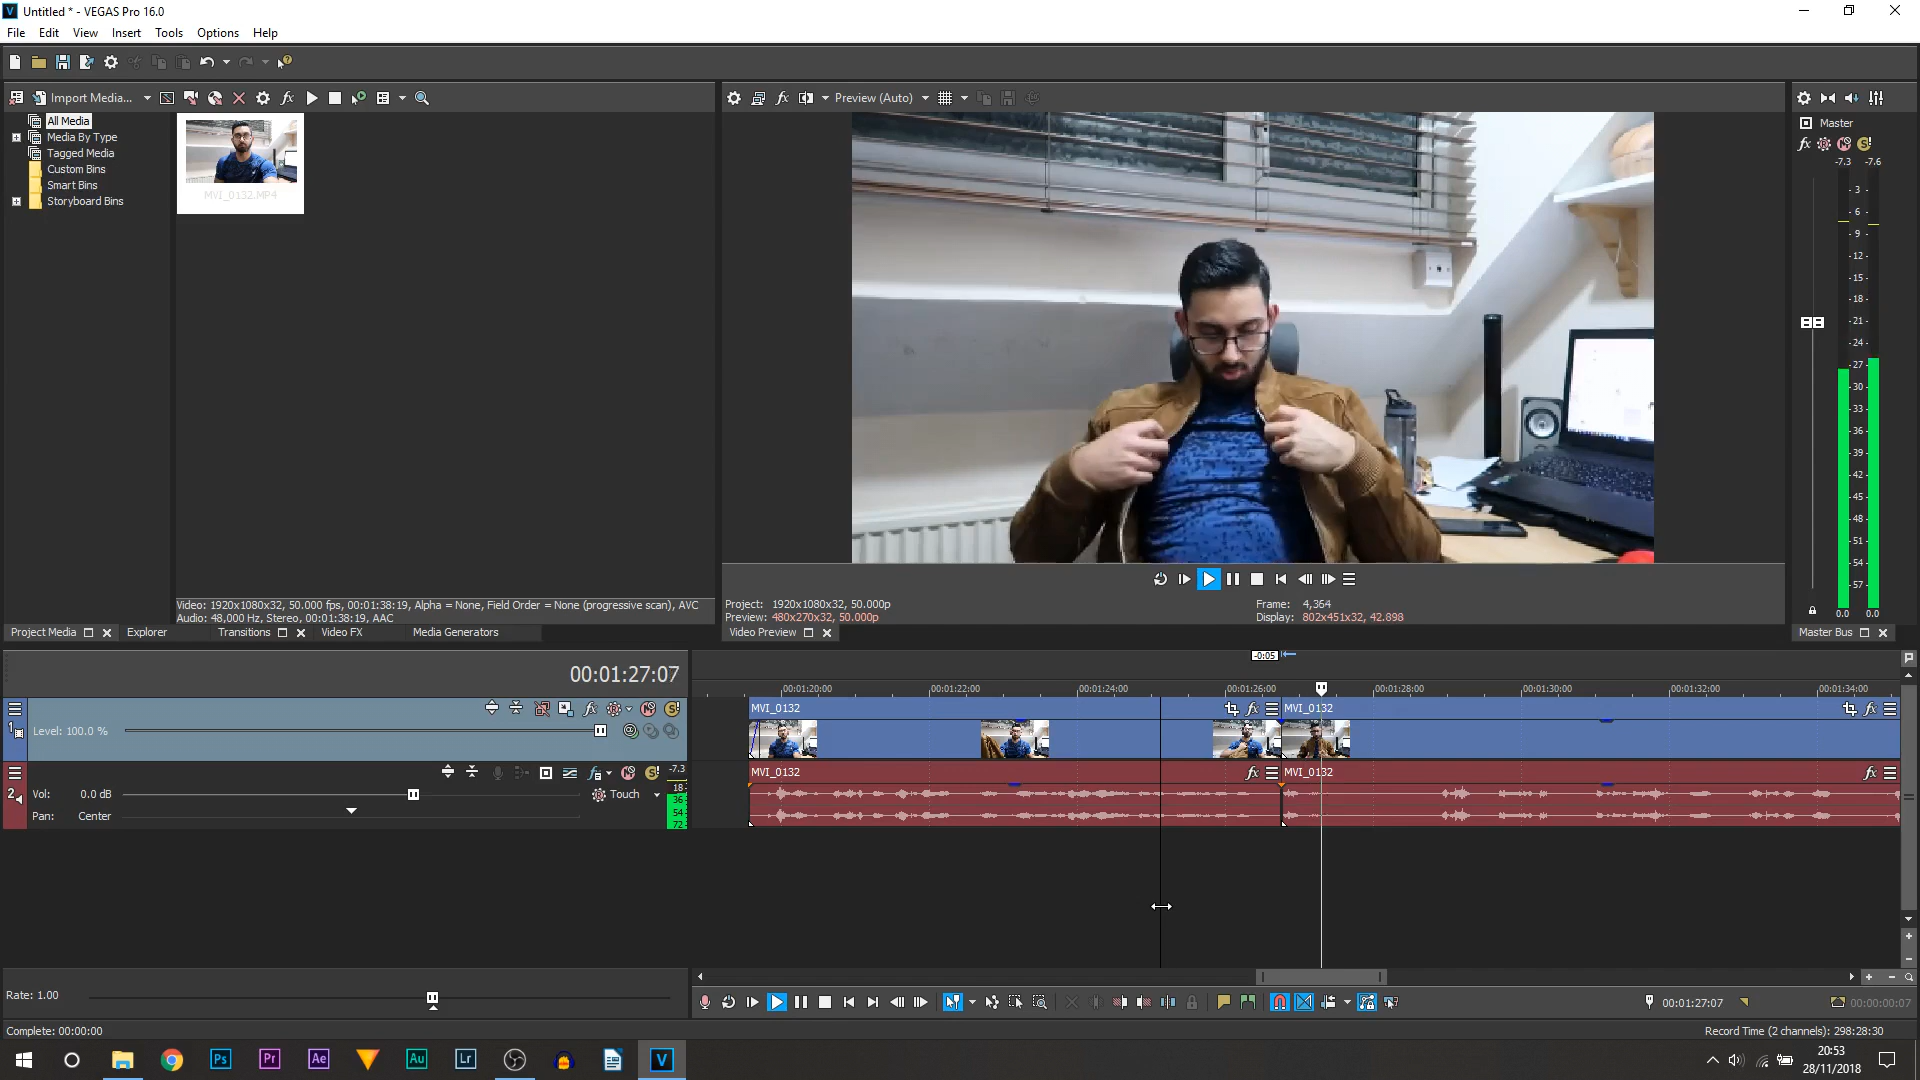 Untitled * - VEGAS Pro 16.0
File Edit View Insert Tools Options Help
Import Media...
Preview (Auto)
All Media
Media By Type
Tagged Media
Custom Bins
Smart Bins
Storyboard Bins
MVI_0132.MP4
Master
-7.3 -7.6
3
6
9
12
15
18
21
24
27
30
33
36
39
42
45
48
51
54
57
0.0 0.0
Video: 1920x1080x32, 50.000 fps, 00:01:38:19, Alpha = None, Field Order = None (progressive scan), AVC
Audio: 48,000 Hz, Stereo, 00:01:38:19, AAC
Project: 1920x1080x32, 50.000p
Preview: 480x270x32, 50.000p
Frame: 4,364
Display: 802x451x32, 42.898
Project Media Explorer Transitions Video FX Media Generators
Video Preview
Master Bus
00:01:27:07
-0:05
00:01:20:00 00:01:22:00 00:01:24:00 00:01:26:00 00:01:28:00 00:01:30:00 00:01:32:00 00:01:34:00
1
Level: 100.0 %
MVI_0132 MVI_0132
2
Vol: 0.0 dB Touch
Pan: Center
-7.3
18
36
54
72
MVI_0132 MVI_0132
Rate: 1.00
00:01:27:07 00:00:00:07
Complete: 00:00:00
Record Time (2 channels): 298:28:30
Ps Pr Ae Au Lr V
20:53
28/11/2018